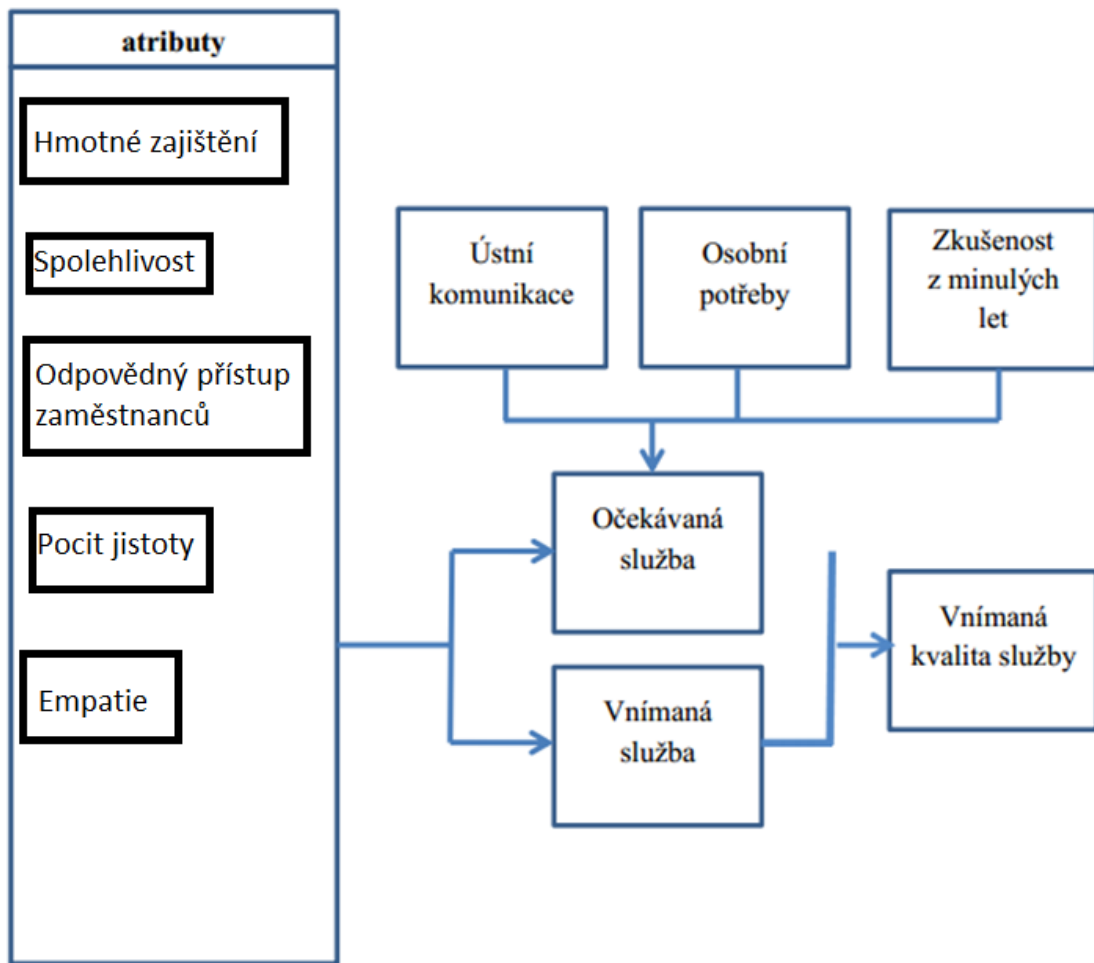 atributy
Hmotné zajištění
Spolehlivost
Odpovědný přístup
zaměstnanců
Pocit jistoty
Empatie
Ústní
komunikace
Osobní
potřeby
Zkušenost
z minulých
let
Očekávaná
služba
Vnímaná
služba
Vnímaná
kvalita služby